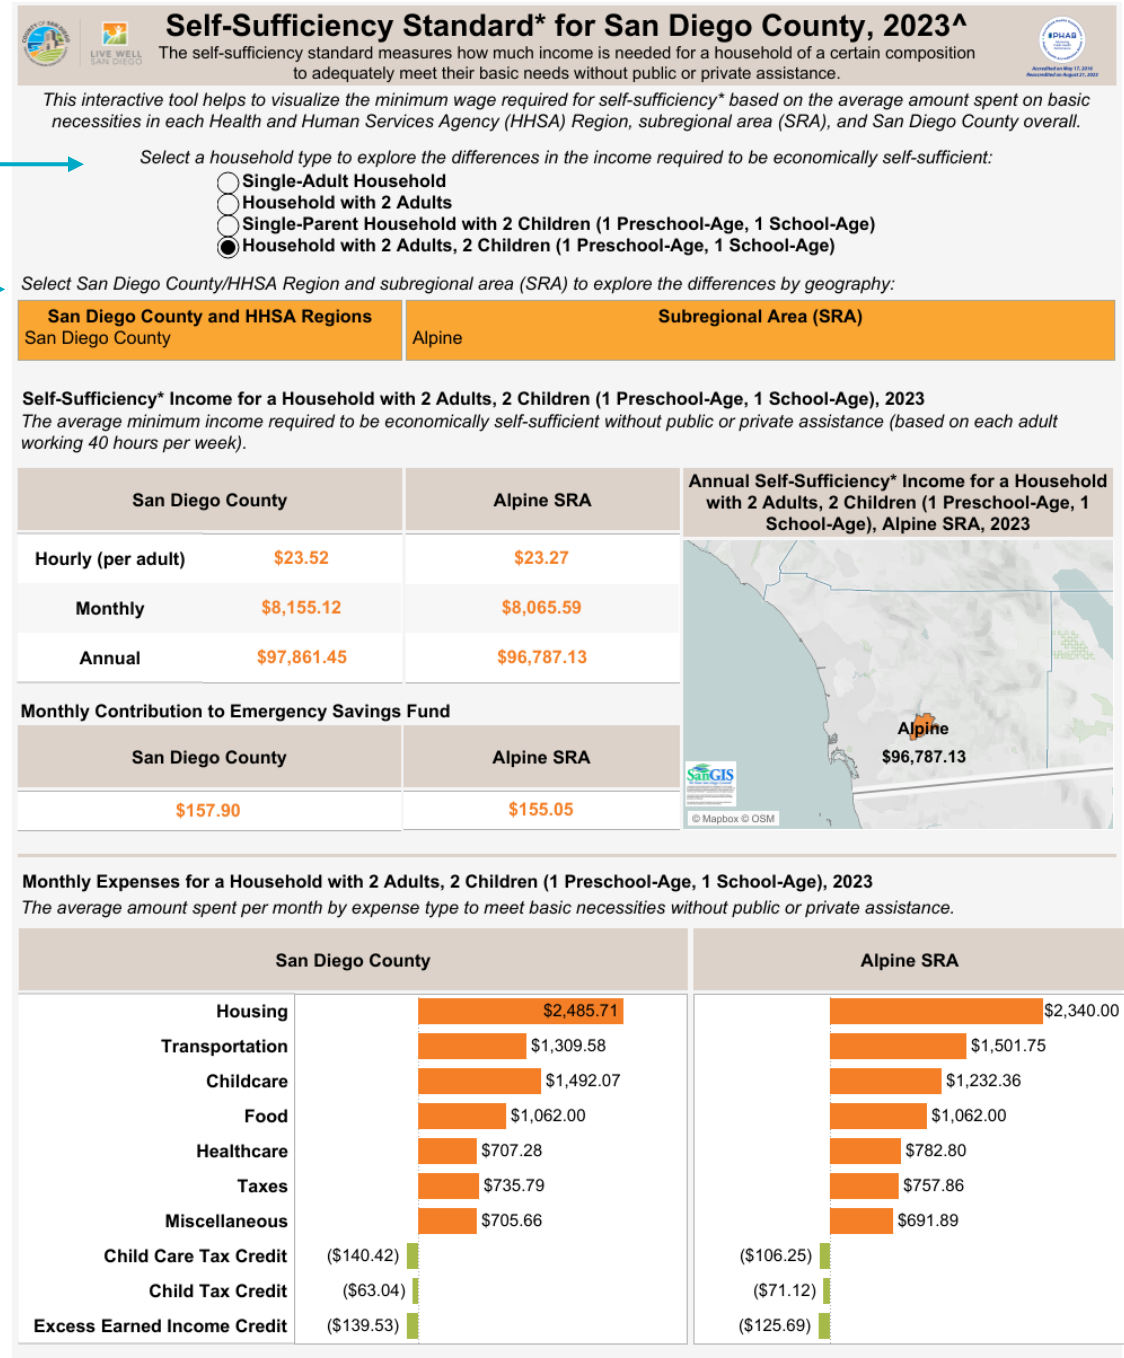 Self-Sufficiency Standard* for San Diego County, 2023^
The self-sufficiency standard measures how much income is needed for a household of a certain composition
to adequately meet their basic needs without public or private assistance.
COUNTY OF SAN DIEGO
LIVE WELL
SAN DIEGO
PHAB
Accredited on May 17, 2016
Reaccredited on August 21, 2023
This interactive tool helps to visualize the minimum wage required for self-sufficiency* based on the average amount spent on basic
necessities in each Health and Human Services Agency (HHSA) Region, subregional area (SRA), and San Diego County overall.
Select a household type to explore the differences in the income required to be economically self-sufficient:
Single-Adult Household
Household with 2 Adults
Single-Parent Household with 2 Children (1 Preschool-Age, 1 School-Age)
Household with 2 Adults, 2 Children (1 Preschool-Age, 1 School-Age)
Select San Diego County/HHSA Region and subregional area (SRA) to explore the differences by geography:
San Diego County and HHSA Regions
San Diego County
Subregional Area (SRA)
Alpine
Self-Sufficiency* Income for a Household with 2 Adults, 2 Children (1 Preschool-Age, 1 School-Age), 2023
The average minimum income required to be economically self-sufficient without public or private assistance (based on each adult
working 40 hours per week).
San Diego County Alpine SRA
Hourly (per adult) $23.52 $23.27
Monthly $8,155.12 $8,065.59
Annual $97,861.45 $96,787.13
Annual Self-Sufficiency* Income for a Household
with 2 Adults, 2 Children (1 Preschool-Age, 1
School-Age), Alpine SRA, 2023
Alpine
$96,787.13
SanGIS
© Mapbox © OSM
Monthly Contribution to Emergency Savings Fund
San Diego County Alpine SRA
$157.90 $155.05
Monthly Expenses for a Household with 2 Adults, 2 Children (1 Preschool-Age, 1 School-Age), 2023
The average amount spent per month by expense type to meet basic necessities without public or private assistance.
San Diego County Alpine SRA
Housing $2,485.71 $2,340.00
Transportation $1,309.58 $1,501.75
Childcare $1,492.07 $1,232.36
Food $1,062.00 $1,062.00
Healthcare $707.28 $782.80
Taxes $735.79 $757.86
Miscellaneous $705.66 $691.89
Child Care Tax Credit ($140.42) ($106.25)
Child Tax Credit ($63.04) ($71.12)
Excess Earned Income Credit ($139.53) ($125.69)